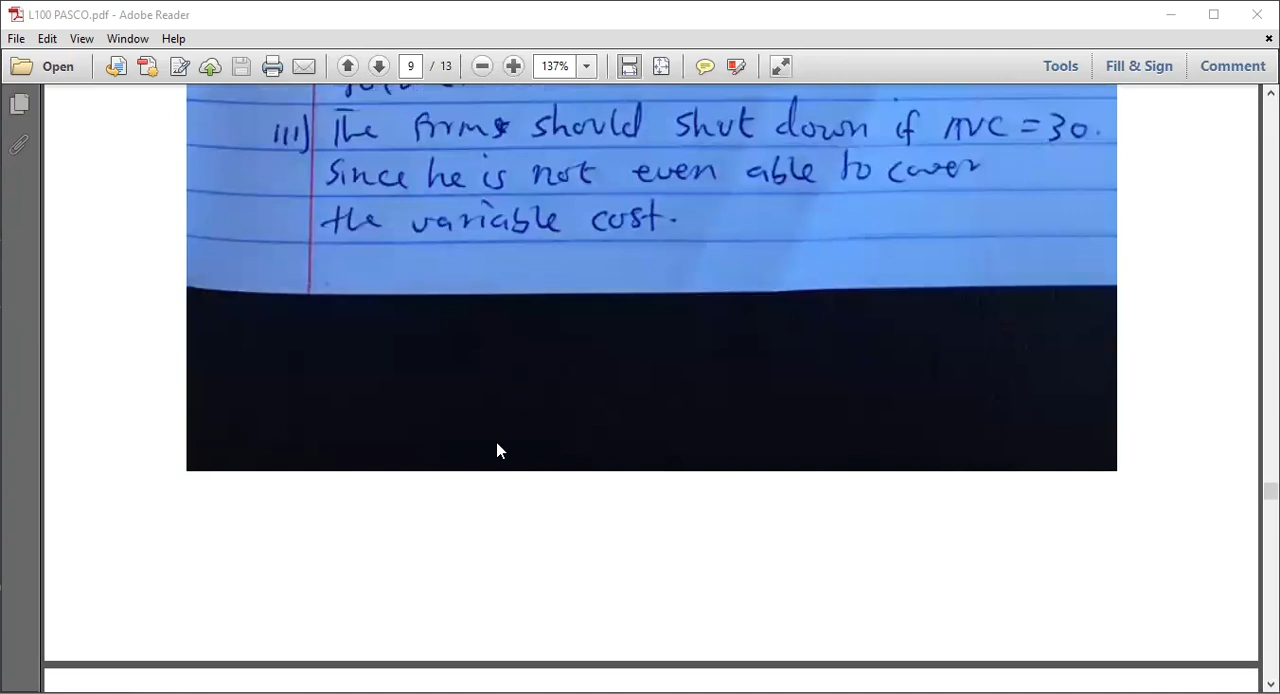 L100 PASCO.pdf - Adobe Reader
File Edit View Window Help
Open 9 / 13 137% Tools Fill & Sign Comment
III) The firms should shut down if AVC = 30.
Since he is not even able to cover
the variable cost.